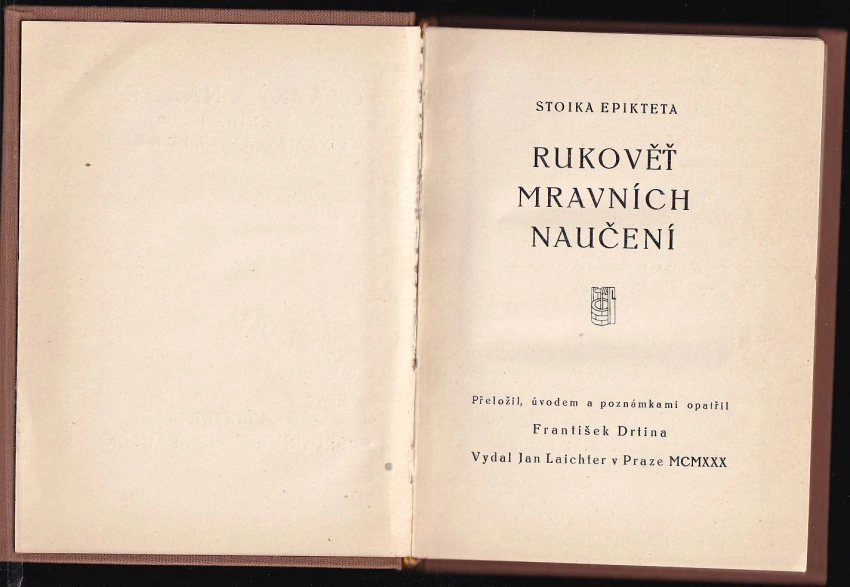 STOIKA EPIKTETA
RUKOVĚŤ
MRAVNÍCH
NAUČENÍ
Přeložil, úvodem a poznámkami opatřil
František Drtina
Vydal Jan Laichter v Praze MCMXXX